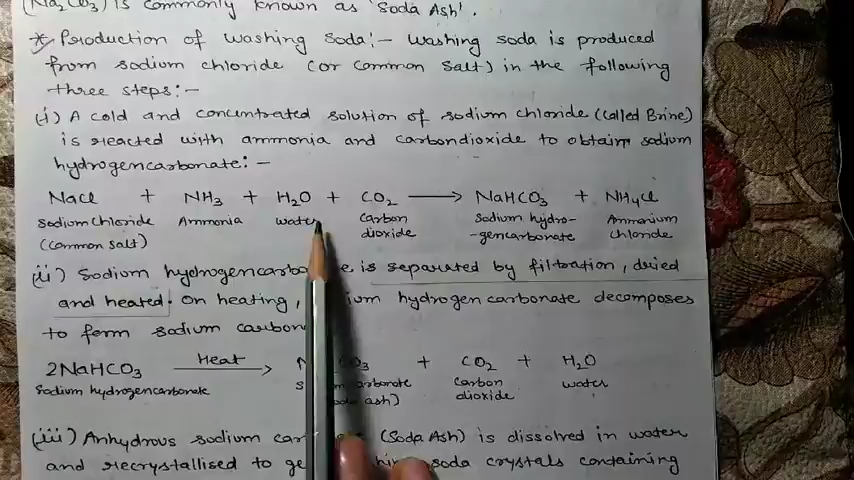 (Na2CO3) is commonly known as 'Soda Ash'.
* Production of washing Soda:- washing soda is produced
from sodium chloride (or common salt) in the following
three steps:-
(i) A cold and concentrated solution of sodium chloride (called Brine)
is reacted with ammonia and carbondioxide to obtain sodium
hydrogencarbonate:-
NaCl + NH3 + H2O + CO2 ⟶ NaHCO3 + NH4Cl
sodium chloride Ammonia water carbon sodium hydro- Ammonium
(common salt) dioxide -gencarbonate chloride
(ii) Sodium is separated by filtration, dried
and heated. On heating, hydrogen carbonate decomposes
to form sodium
2NaHCO3 Heat ⟶ + CO2 + H2O
sodium hydrogencarbonate carbon water
ash) dioxide
(iii) Anhydrous sodium (Soda Ash) is dissolved in water
and recrystallised to soda crystals containing